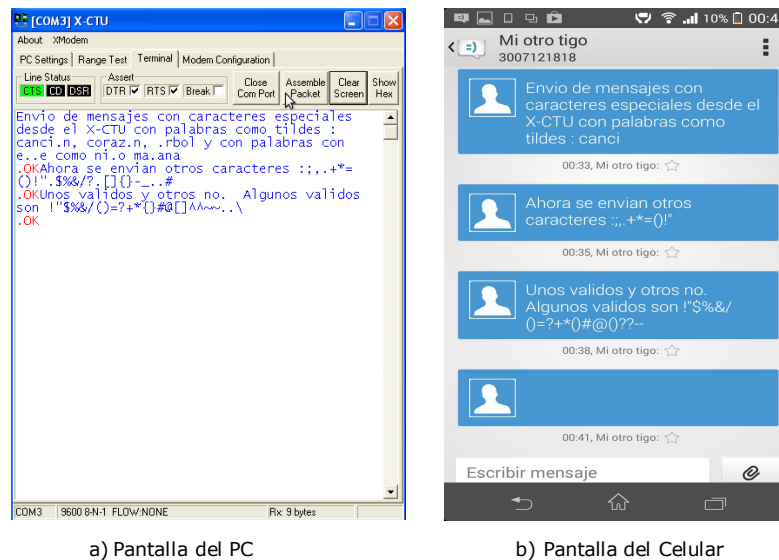 [COM3] X-CTU
About XModem
PC Settings Range Test Terminal Modem Configuration
Line Status
CTS CD DSR
Assert
DTR RTS Break
Close
Com Port
Assemble
Packet
Clear
Screen
Show
Hex
Envio de mensajes con caracteres especiales
desde el X-CTU con palabras como tildes :
canci.n, coraz.n, .rbol y con palabras con
e..e como ni.o ma.ana
.OKAhora se envian otros caracteres :;,.+*=
()!".$%&/?.[]{}-_..#
.OKUnos validos y otros no.  Algunos validos
son !"$%&/()=?+*{}#@[]^^~~..\
.OK
COM3 9600 8-N-1 FLOW:NONE Rx: 9 bytes
a) Pantalla del PC
10% 00:4
Mi otro tigo
3007121818
Envio de mensajes con
caracteres especiales desde el
X-CTU con palabras como
tildes : canci
00:33, Mi otro tigo:
Ahora se envian otros
caracteres :;,.+*=()!"
00:35, Mi otro tigo:
Unos validos y otros no.
Algunos validos son !"$%&/
()=?+*()#@()??--
00:38, Mi otro tigo:
00:41, Mi otro tigo:
Escribir mensaje
b) Pantalla del Celular